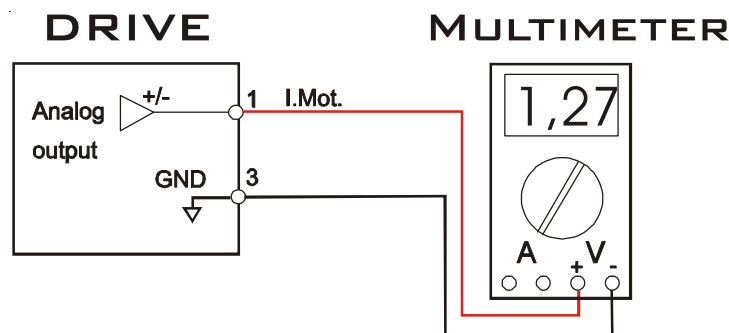 DRIVE
MULTIMETER
Analog
output
+/-
1
I.Mot.
GND
3
1,27
A
V
+
-